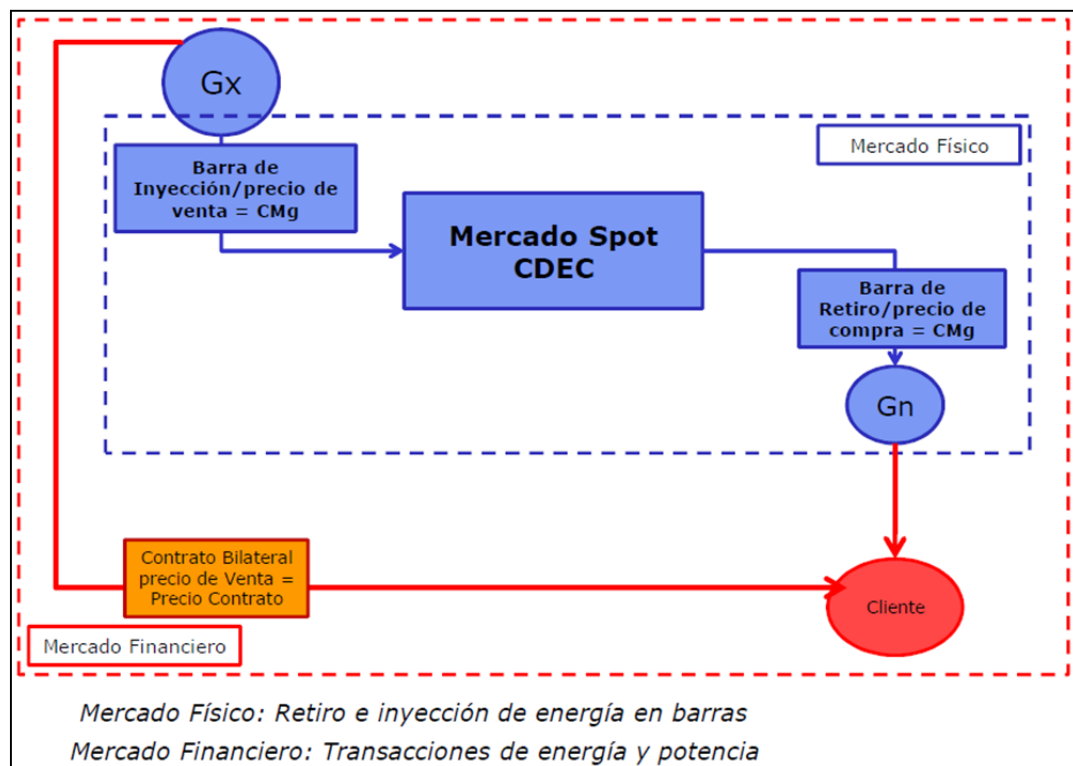 Gx
Mercado Físico
Barra de
Inyección/precio de
venta = CMg
Mercado Spot
CDEC
Barra de
Retiro/precio de
compra = CMg
Gn
Contrato Bilateral
precio de Venta =
Precio Contrato
Cliente
Mercado Financiero
Mercado Físico: Retiro e inyección de energía en barras
Mercado Financiero: Transacciones de energía y potencia